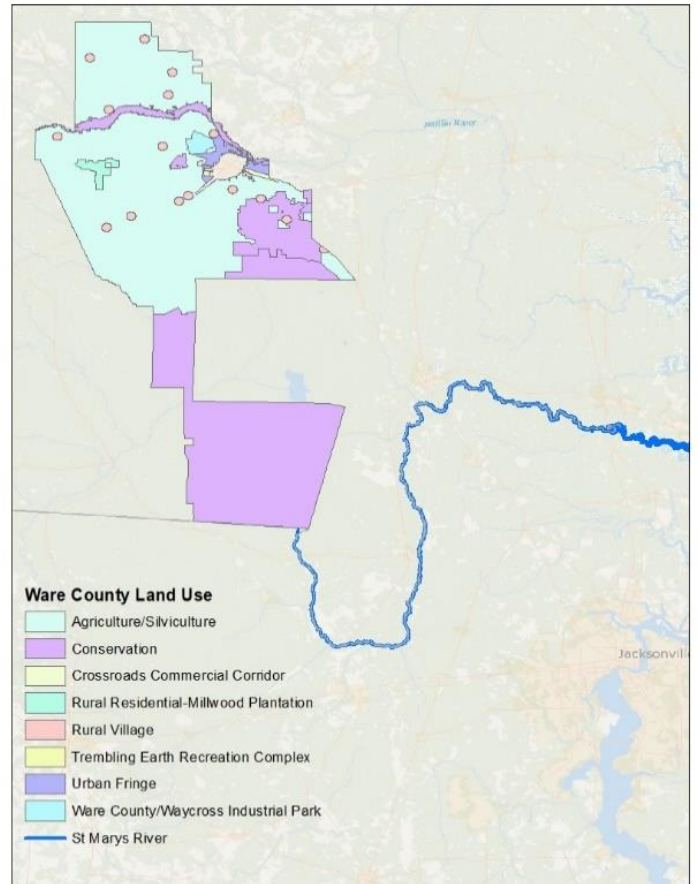 Ware County Land Use
Agriculture/Silviculture
Conservation
Crossroads Commercial Corridor
Rural Residential-Millwood Plantation
Rural Village
Trembling Earth Recreation Complex
Urban Fringe
Ware County/Waycross Industrial Park
St Marys River
River
Jacksonvill